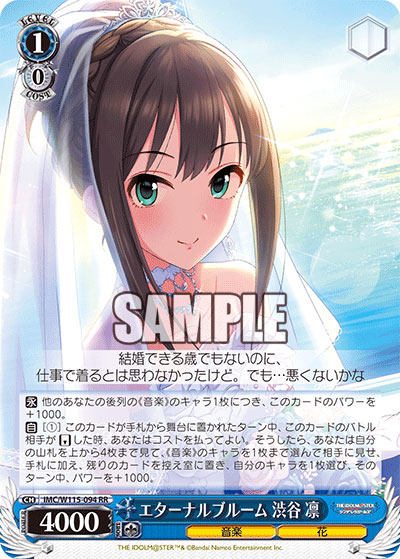 LEVEL
1
0
COST
SAMPLE
結婚できる歳でもないのに、
仕事で着るとは思わなかったけど。でも…悪くないかな
永 他のあなたの後列の《音楽》のキャラ1枚につき、このカードのパワーを
+1000。
自 [①] このカードが手札から舞台に置かれたターン中、このカードのバトル
相手が した時、あなたはコストを払ってよい。そうしたら、あなたは自分
の山札を上から4枚まで見て、《音楽》のキャラを1枚まで選んで相手に見せ、
手札に加え、残りのカードを控え室に置き、自分のキャラを1枚選び、その
ターン中、パワーを+1000。
CH IMC/W115-094 RR
4000
エターナルブルーム 渋谷 凛
音楽
花
THE IDOLM@STER
シンデレラガールズ
THE IDOLM@STER™& ©Bandai Namco Entertainment Inc.